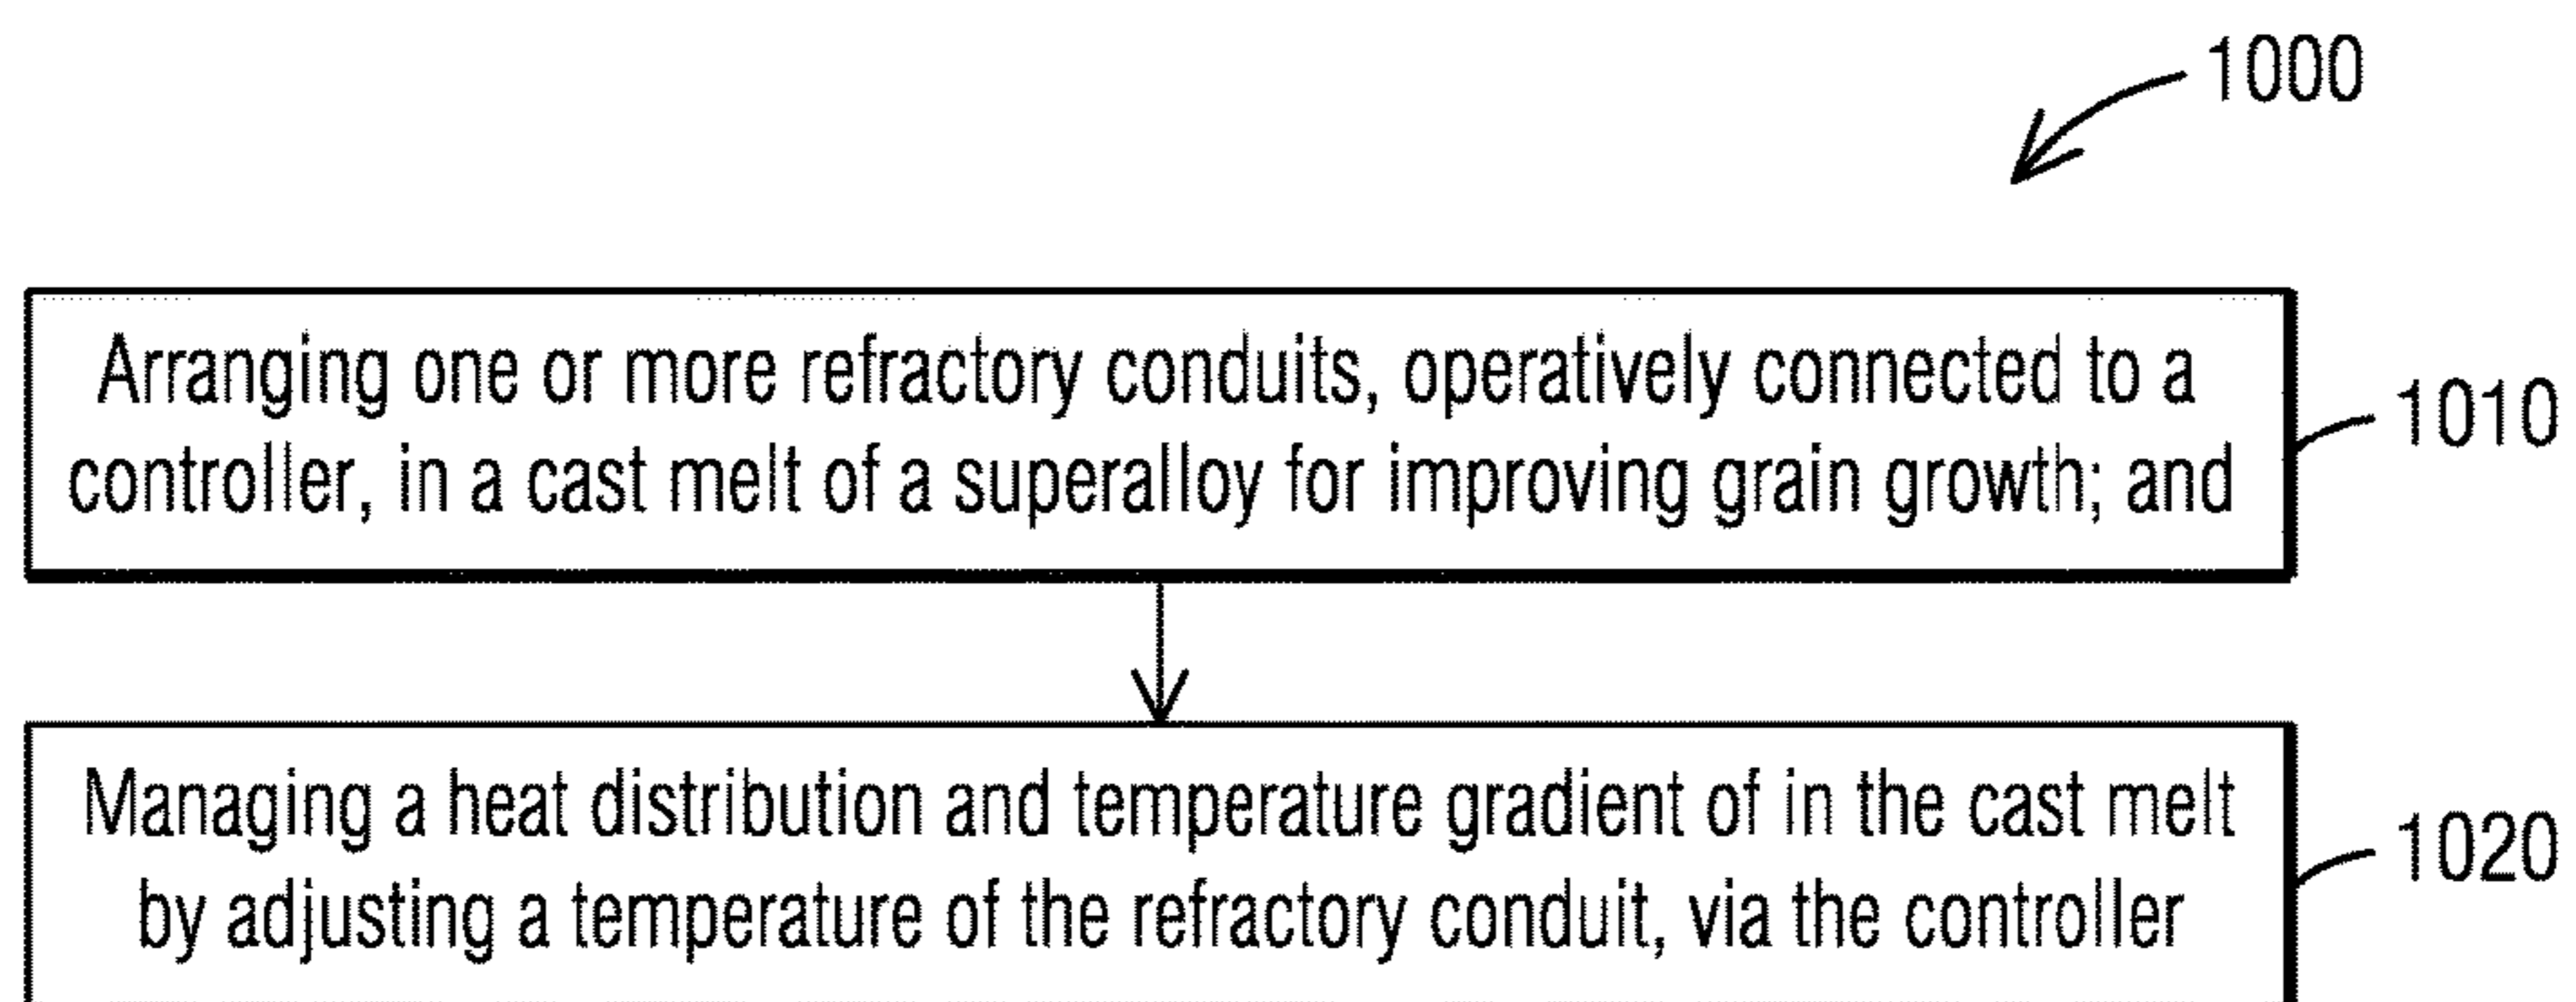 1000
Arranging one or more refractory conduits, operatively connected to a
controller, in a cast melt of a superalloy for improving grain growth; and
1010
Managing a heat distribution and temperature gradient of in the cast melt
by adjusting a temperature of the refractory conduit, via the controller
1020